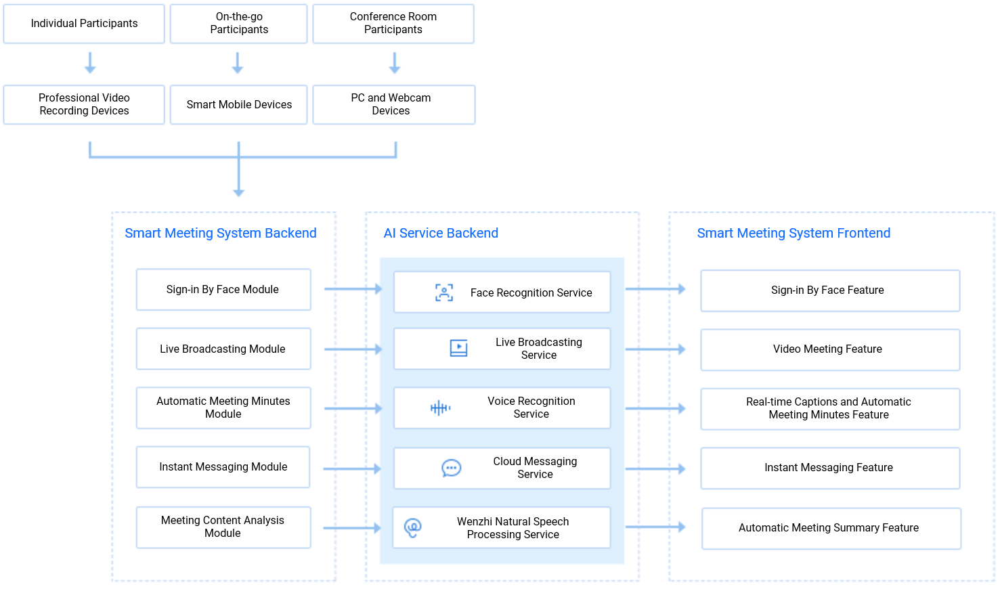 Individual Participants
On-the-go
Participants
Conference Room
Participants
Professional Video
Recording Devices
Smart Mobile Devices
PC and Webcam
Devices
Smart Meeting System Backend
AI Service Backend
Smart Meeting System Frontend
Sign-in By Face Module
Face Recognition Service
Sign-in By Face Feature
Live Broadcasting Module
Live Broadcasting
Service
Video Meeting Feature
Automatic Meeting Minutes
Module
Voice Recognition
Service
Real-time Captions and Automatic
Meeting Minutes Feature
Instant Messaging Module
Cloud Messaging
Service
Instant Messaging Feature
Meeting Content Analysis
Module
Wenzhi Natural Speech
Processing Service
Automatic Meeting Summary Feature